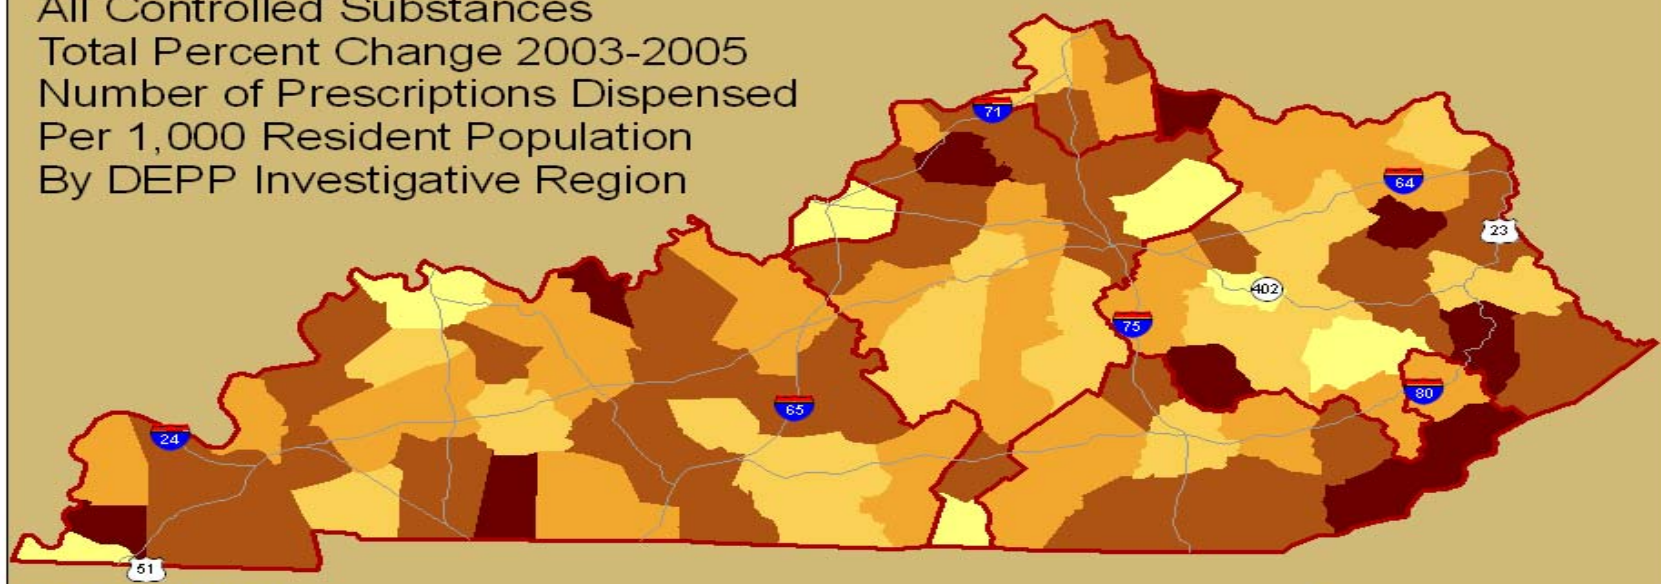 All Controlled Substances
Total Percent Change 2003-2005
Number of Prescriptions Dispensed
Per 1,000 Resident Population
By DEPP Investigative Region
71
64
23
402
75
80
65
24
51